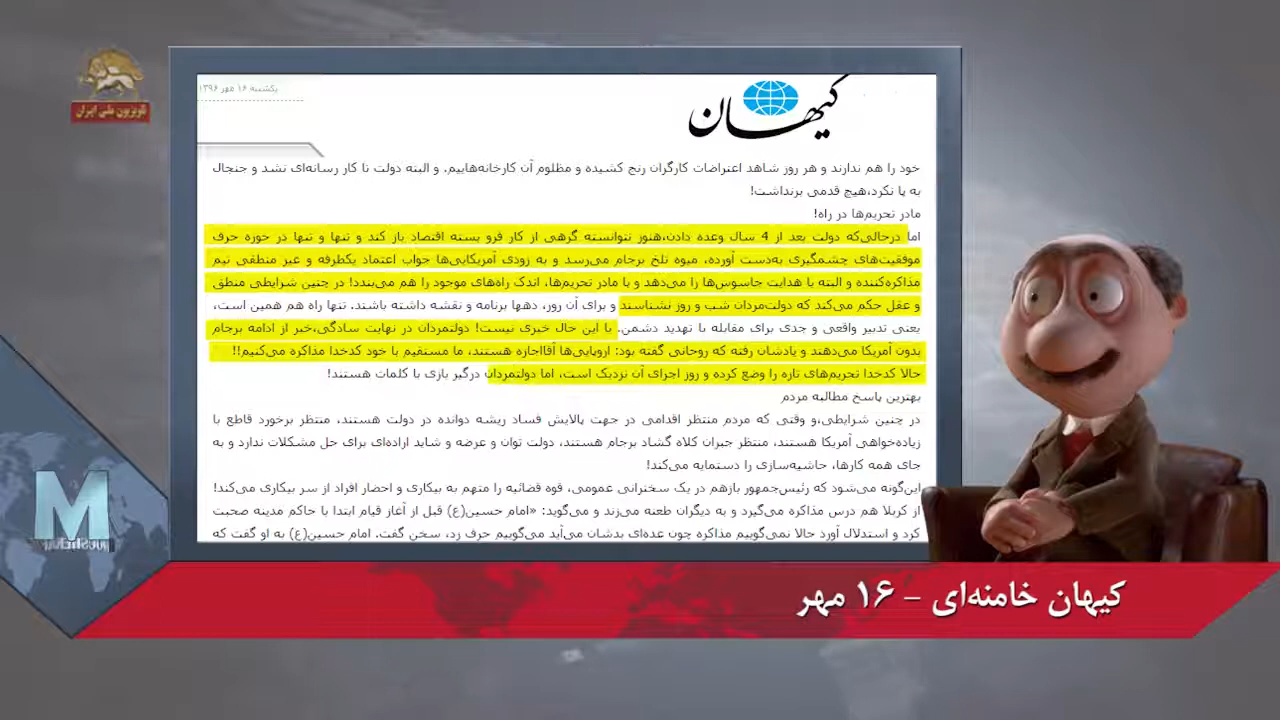 تلویزیون ملی ایران
یکشنبه ۱۶ مهر ۱۳۹۶
کیهان
خود را هم ندارند و هر روز شاهد اعتراضات کارگران رنج کشیده و مظلوم آن کارخانه‌هاییم. و البته دولت تا کار رسانه‌ای نشد و جنجال
به پا نکرد،هیچ قدمی برنداشت!
مادر تحریم‌ها در راه!
اما درحالی‌که دولت بعد از 4 سال وعده دادن،هنوز نتوانسته گرهی از کار فرو بسته اقتصاد باز کند و تنها و تنها در حوزه حرف
موفقیت‌های چشمگیری به‌دست آورده، میوه تلخ برجام می‌رسد و به زودی آمریکایی‌ها جواب اعتماد یکطرفه و غیر منطقی تیم
مذاکره‌کننده و البته با هدایت جاسوس‌ها را می‌دهد و با مادر تحریم‌ها، اندک راه‌های موجود را هم می‌بندد! در چنین شرایطی منطق
و عقل حکم می‌کند که دولت‌مردان شب و روز نشناسند و برای آن روز، دهها برنامه و نقشه داشته باشند. تنها راه هم همین است،
یعنی تدبیر واقعی و جدی برای مقابله با تهدید دشمن. با این حال خبری نیست! دولتمردان در نهایت سادگی،خبر از ادامه برجام
بدون آمریکا می‌دهند و یادشان رفته که روحانی گفته بود: اروپایی‌ها آقااجازه هستند، ما مستقیم با خود کدخدا مذاکره می‌کنیم!!
حالا کدخدا تحریم‌های تازه را وضع کرده و روز اجرای آن نزدیک است، اما دولتمردان درگیر بازی با کلمات هستند!
بهترین پاسخ مطالبه مردم
در چنین شرایطی،و وقتی که مردم منتظر اقدامی در جهت پالایش فساد ریشه دوانده در دولت هستند، منتظر برخورد قاطع با
زیاده‌خواهی آمریکا هستند، منتظر جبران کلاه گشاد برجام هستند، دولت توان و عرضه و شاید اراده‌ای برای حل مشکلات ندارد و به
جای همه کارها، حاشیه‌سازی را دستمایه می‌کند!
این‌گونه می‌شود که رئیس‌جمهور بازهم در یک سخنرانی عمومی، قوه قضائیه را متهم به بیکاری و احضار افراد از سر بیکاری می‌کند!
از کربلا هم درس مذاکره می‌گیرد و به دیگران طعنه می‌زند و می‌گوید: «امام حسین(ع) قبل از آغاز قیام ابتدا با حاکم مدینه صحبت
کرد و استدلال آورد حالا نمی‌گوییم مذاکره چون عده‌ای بدشان می‌آید می‌گوییم حرف زد، سخن گفت. امام حسین(ع) به او گفت که
M
کیهان خامنه‌ای – ۱۶ مهر